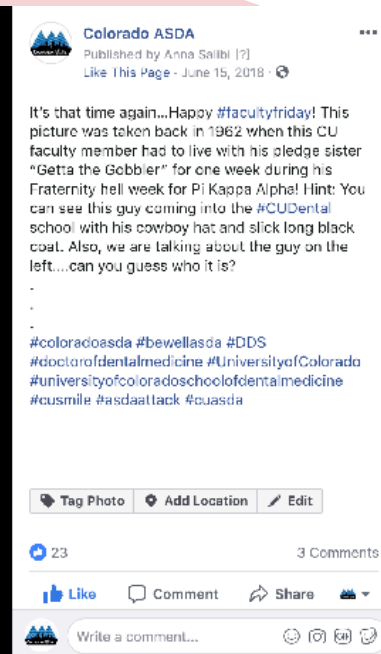 Colorado ASDA
Published by Anna Salibi [?]
Like This Page · June 15, 2018 ·
It's that time again...Happy #facultyfriday! This
picture was taken back in 1962 when this CU
faculty member had to live with his pledge sister
"Getta the Gobbler" for one week during his
Fraternity hell week for Pi Kappa Alpha! Hint: You
can see this guy coming into the #CUDental
school with his cowboy hat and slick long black
coat. Also, we are talking about the guy on the
left....can you guess who it is?
.
.
.
#coloradoasda #bewellasda #DDS
#doctorofdentalmedicine #UniversityofColorado
#universityofcoloradoschoolofdentalmedicine
#cusmile #asdaattack #cuasda
Tag Photo Add Location Edit
23 3 Comments
Like Comment Share
Write a comment...